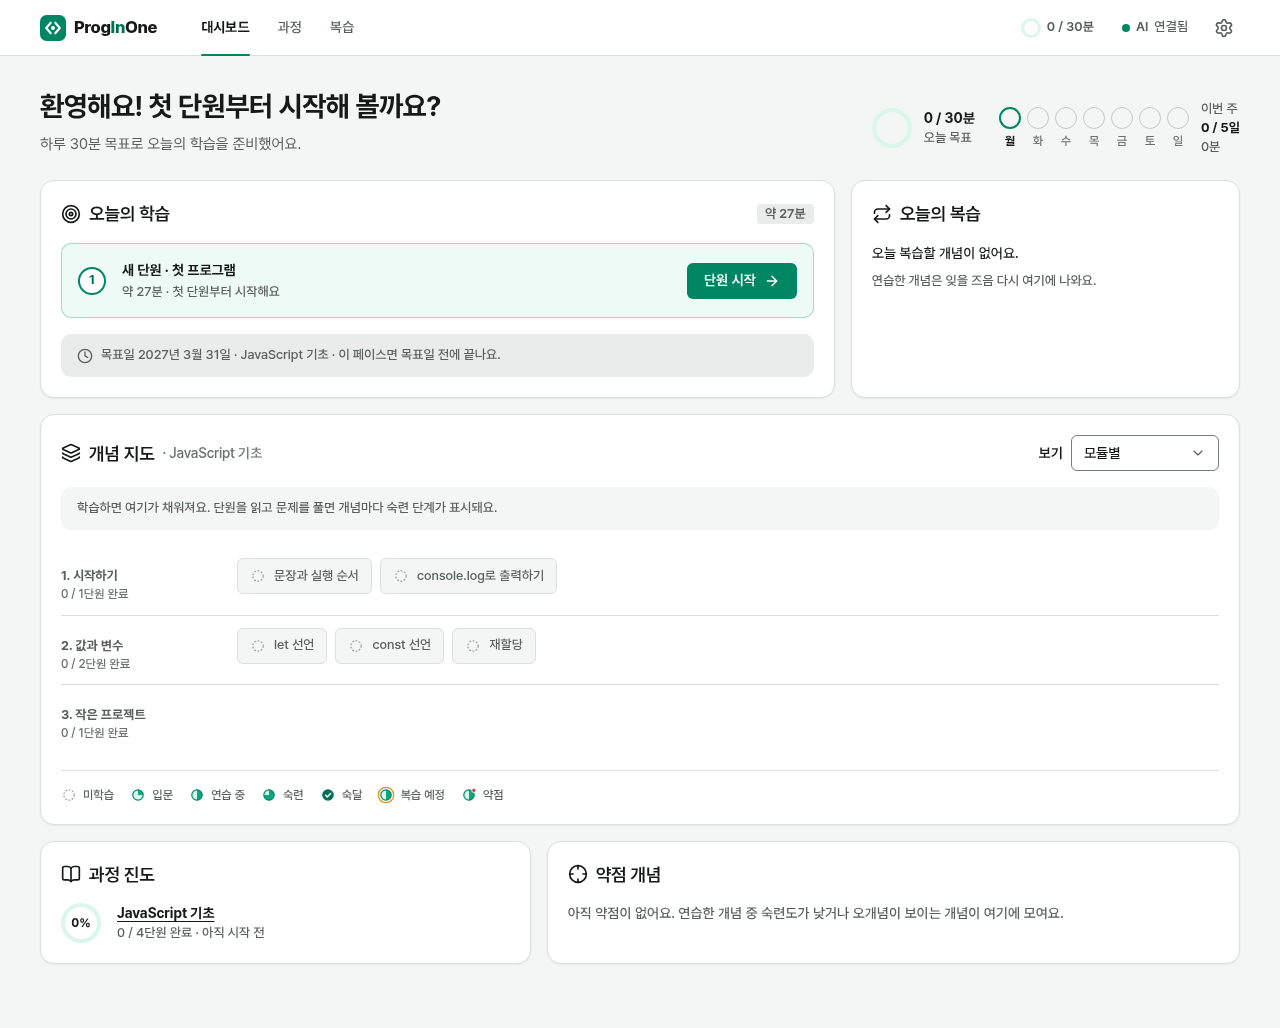 ProgInOne
대시보드
과정
복습
0 / 30분
AI 연결됨
환영해요! 첫 단원부터 시작해 볼까요?
하루 30분 목표로 오늘의 학습을 준비했어요.
0 / 30분
오늘 목표
월 화 수 목 금 토 일
이번 주
0 / 5일
0분
오늘의 학습
약 27분
1
새 단원 · 첫 프로그램
약 27분 · 첫 단원부터 시작해요
단원 시작
목표일 2027년 3월 31일 · JavaScript 기초 · 이 페이스면 목표일 전에 끝나요.
오늘의 복습
오늘 복습할 개념이 없어요.
연습한 개념은 잊을 즈음 다시 여기에 나와요.
개념 지도 · JavaScript 기초
보기
모듈별
학습하면 여기가 채워져요. 단원을 읽고 문제를 풀면 개념마다 숙련 단계가 표시돼요.
1. 시작하기
0 / 1단원 완료
문장과 실행 순서
console.log로 출력하기
2. 값과 변수
0 / 2단원 완료
let 선언
const 선언
재할당
3. 작은 프로젝트
0 / 1단원 완료
미학습
입문
연습 중
숙련
숙달
복습 예정
약점
과정 진도
0%
JavaScript 기초
0 / 4단원 완료 · 아직 시작 전
약점 개념
아직 약점이 없어요. 연습한 개념 중 숙련도가 낮거나 오개념이 보이는 개념이 여기에 모여요.